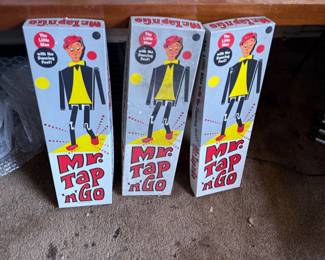 Mr. Tap 'n' Go
The
Little
Man
with the
Dancing
Feet!
Mr.
TAP
'n'
GO
Mr. Tap 'n' Go
The
Little
Man
with the
Dancing
Feet!
Mr.
TAP
'n'
GO
Mr. Tap 'n' Go
The
Little
Man
with the
Dancing
Feet!
Mr.
TAP
'n'
GO